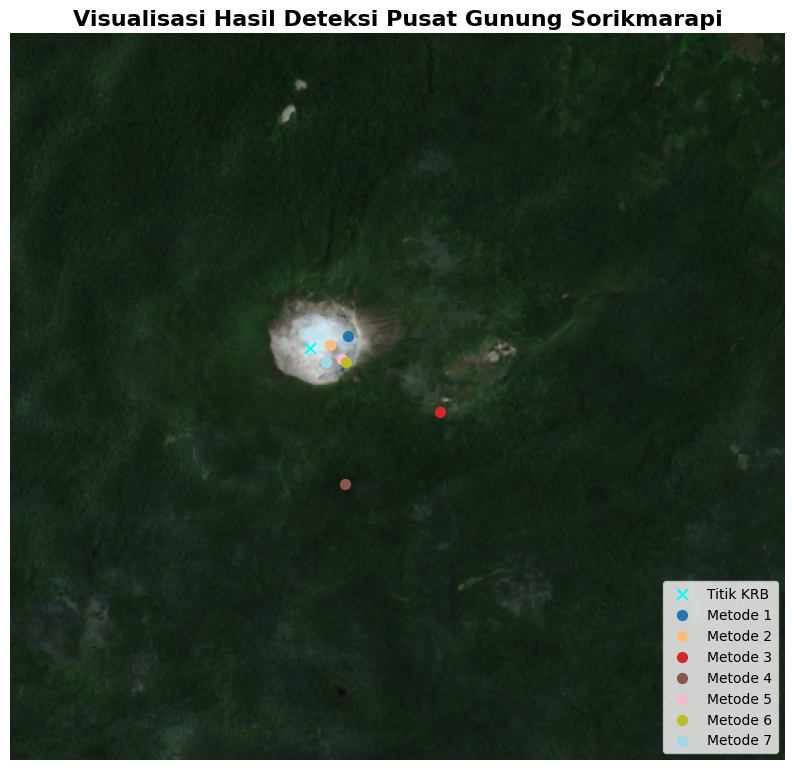 Visualisasi Hasil Deteksi Pusat Gunung Sorikmarapi
Titik KRB
Metode 1
Metode 2
Metode 3
Metode 4
Metode 5
Metode 6
Metode 7